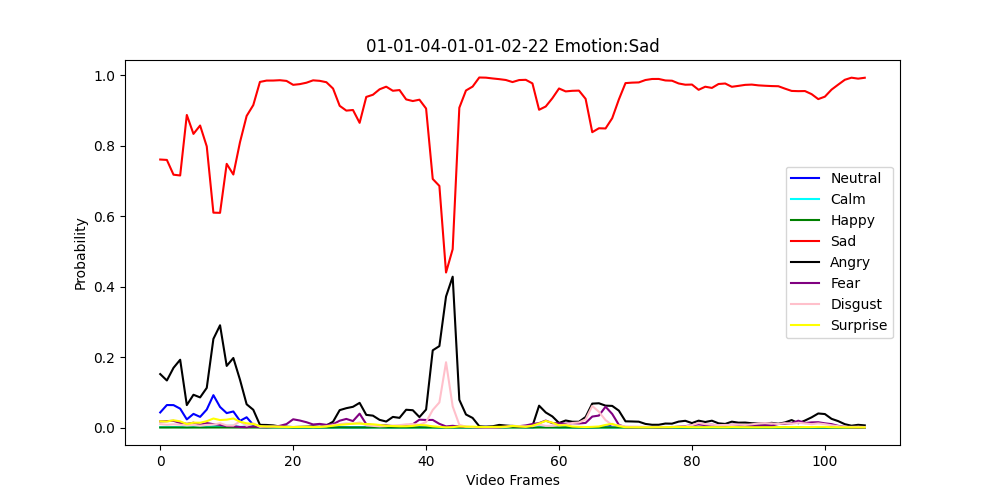 01-01-04-01-01-02-22 Emotion:Sad
Probability
1.0
0.8
0.6
0.4
0.2
0.0
Neutral
Calm
Happy
Sad
Angry
Fear
Disgust
Surprise
0 20 40 60 80 100
Video Frames